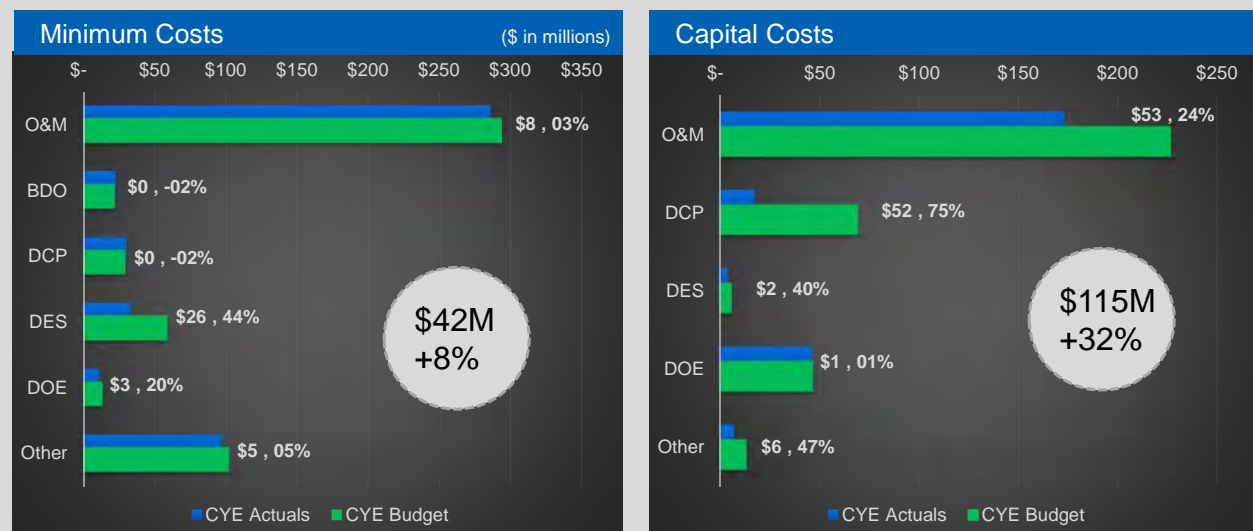 Minimum Costs ($ in millions)
$- $50 $100 $150 $200 $250 $300 $350
O&M $8 , 03%
BDO $0 , -02%
DCP $0 , -02%
DES $26 , 44%
DOE $3 , 20%
Other $5 , 05%
$42M
+8%
CYE Actuals CYE Budget
Capital Costs
$- $50 $100 $150 $200 $250
O&M $53 , 24%
DCP $52 , 75%
DES $2 , 40%
DOE $1 , 01%
Other $6 , 47%
$115M
+32%
CYE Actuals CYE Budget